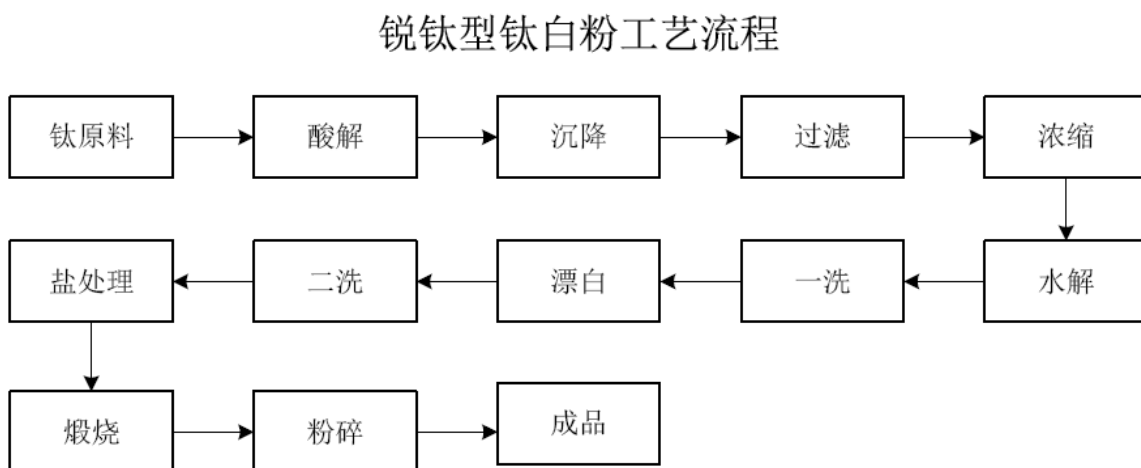 锐钛型钛白粉工艺流程
钛原料
酸解
沉降
过滤
浓缩
水解
一洗
漂白
二洗
盐处理
煅烧
粉碎
成品